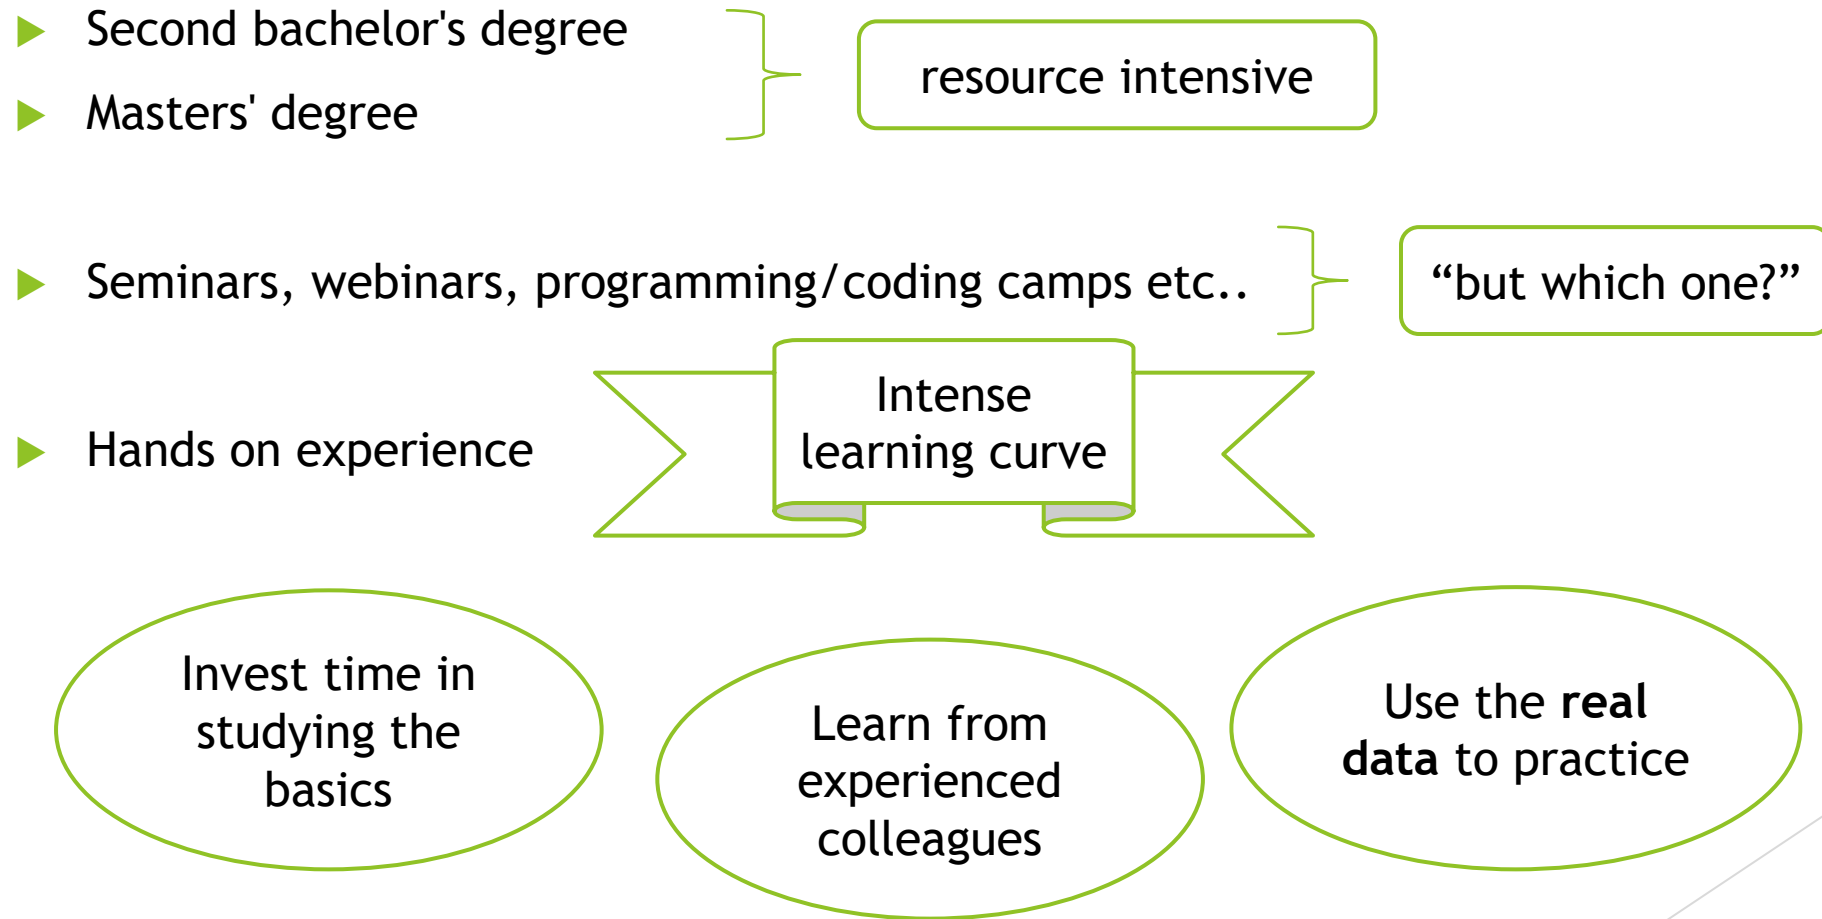 Second bachelor's degree
Masters' degree
resource intensive
Seminars, webinars, programming/coding camps etc..
“but which one?”
Hands on experience
Intense
learning curve
Invest time in
studying the
basics
Learn from
experienced
colleagues
Use the real
data to practice